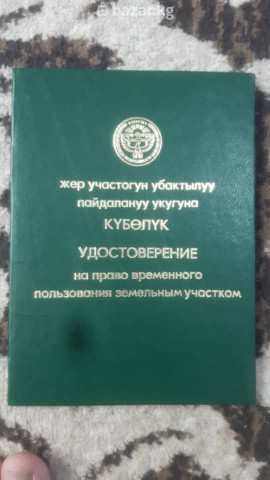 bazar.kg
жер участогун убактылуу
пайдалануу укугуна
КҮБӨЛҮК
УДОСТОВЕРЕНИЕ
на право временного
пользования земельным участком